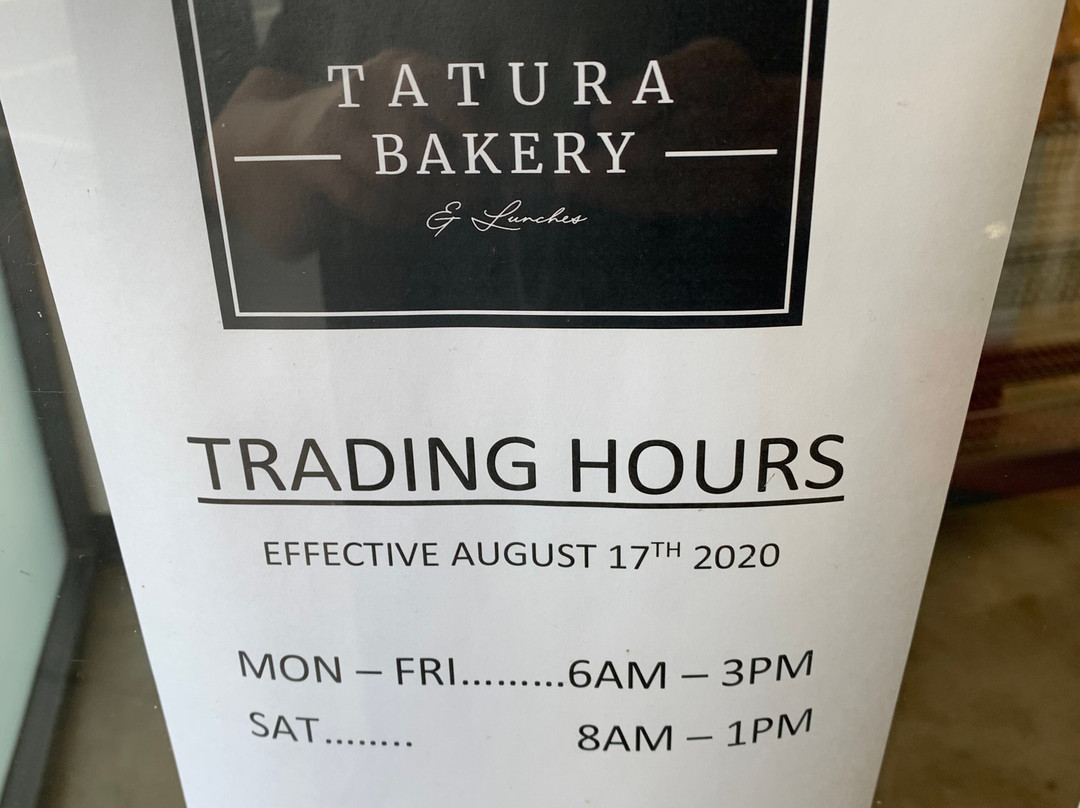 TATURA
BAKERY
& Lunches
TRADING HOURS
EFFECTIVE AUGUST 17TH 2020
MON – FRI.........6AM – 3PM
SAT........ 8AM – 1PM